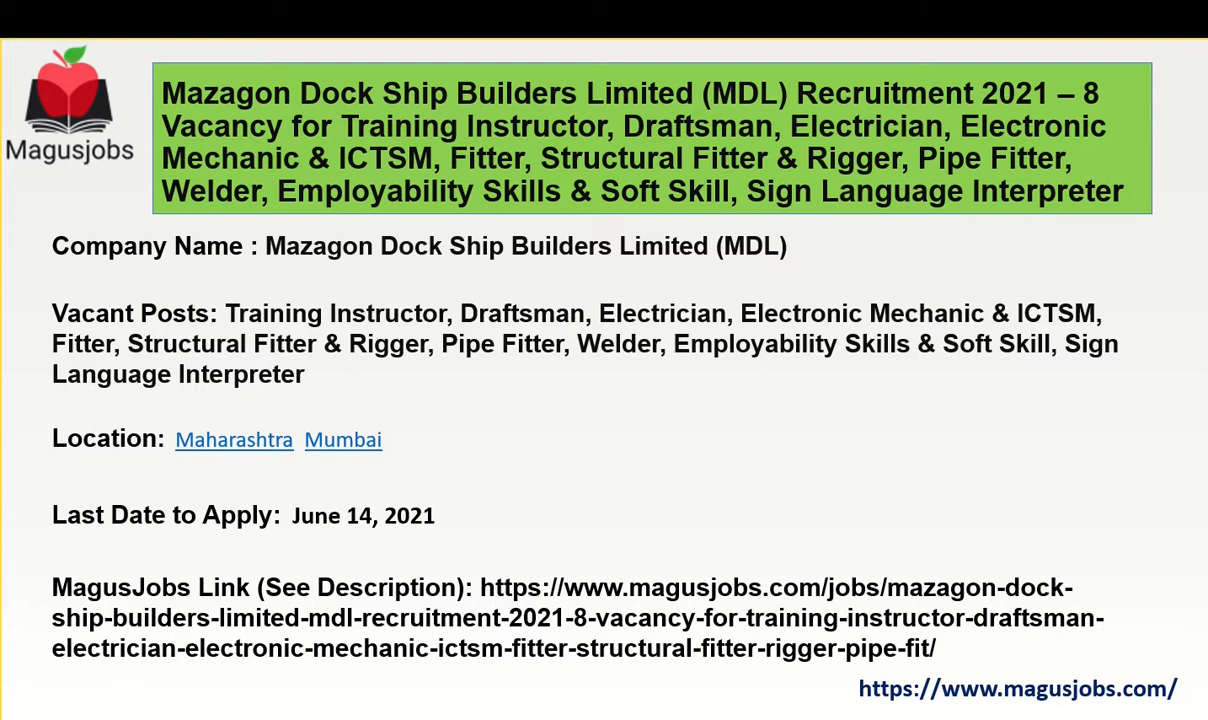 Magusjobs
Mazagon Dock Ship Builders Limited (MDL) Recruitment 2021 – 8
Vacancy for Training Instructor, Draftsman, Electrician, Electronic
Mechanic & ICTSM, Fitter, Structural Fitter & Rigger, Pipe Fitter,
Welder, Employability Skills & Soft Skill, Sign Language Interpreter
Company Name : Mazagon Dock Ship Builders Limited (MDL)
Vacant Posts: Training Instructor, Draftsman, Electrician, Electronic Mechanic & ICTSM,
Fitter, Structural Fitter & Rigger, Pipe Fitter, Welder, Employability Skills & Soft Skill, Sign
Language Interpreter
Location: Maharashtra Mumbai
Last Date to Apply: June 14, 2021
MagusJobs Link (See Description): https://www.magusjobs.com/jobs/mazagon-dock-
ship-builders-limited-mdl-recruitment-2021-8-vacancy-for-training-instructor-draftsman-
electrician-electronic-mechanic-ictsm-fitter-structural-fitter-rigger-pipe-fit/
https://www.magusjobs.com/